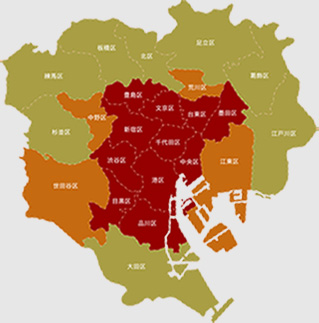 足立区
板橋区
北区
葛飾区
練馬区
荒川区
豊島区
文京区
台東区
墨田区
中野区
杉並区
新宿区
江戸川区
千代田区
渋谷区
中央区
江東区
港区
世田谷区
目黒区
品川区
大田区